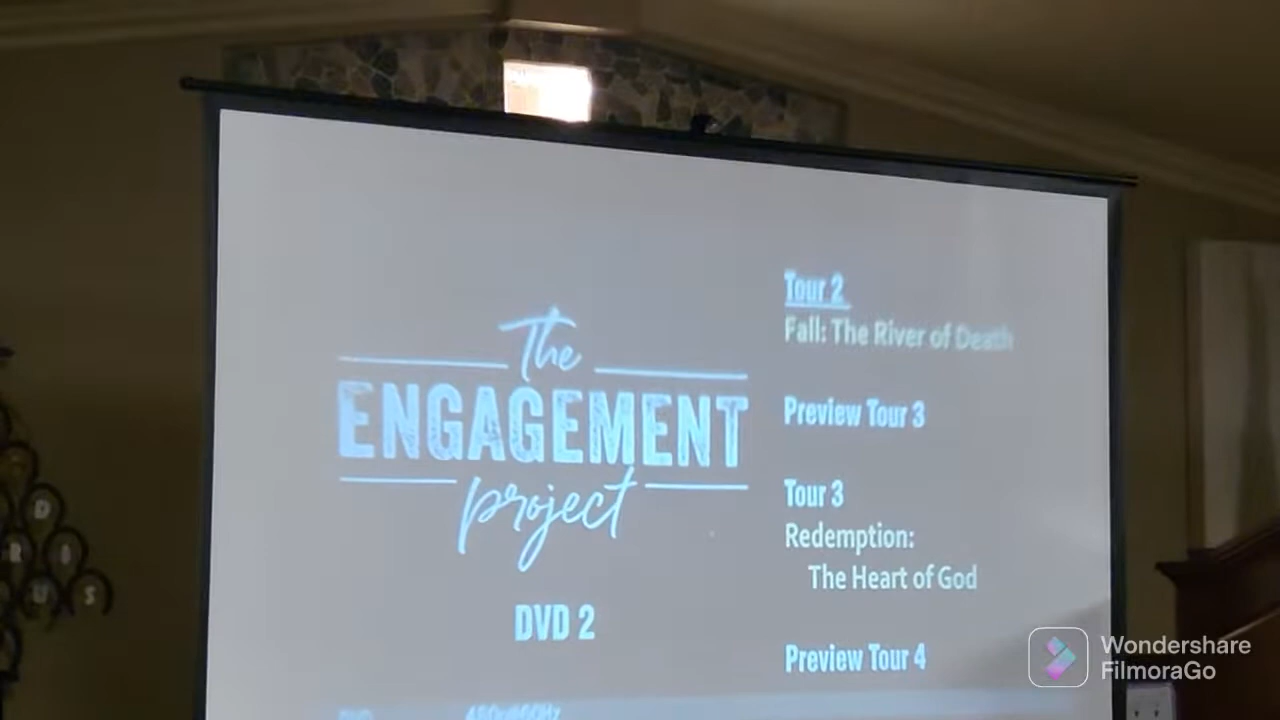 The
ENGAGEMENT
project
DVD 2
Tour 2
Fall: The River of Death
Preview Tour 3
Tour 3
Redemption:
The Heart of God
Preview Tour 4
Wondershare
FilmoraGo
D
R I S
U S